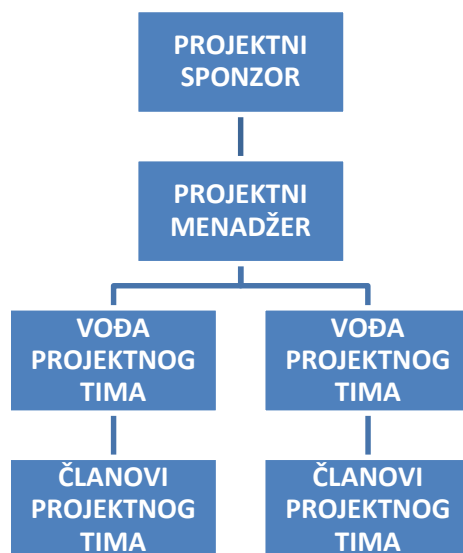 PROJEKTNI
SPONZOR
PROJEKTNI
MENADŽER
VOĐA
PROJEKTNOG
TIMA
VOĐA
PROJEKTNOG
TIMA
ČLANOVI
PROJEKTNOG
TIMA
ČLANOVI
PROJEKTNOG
TIMA